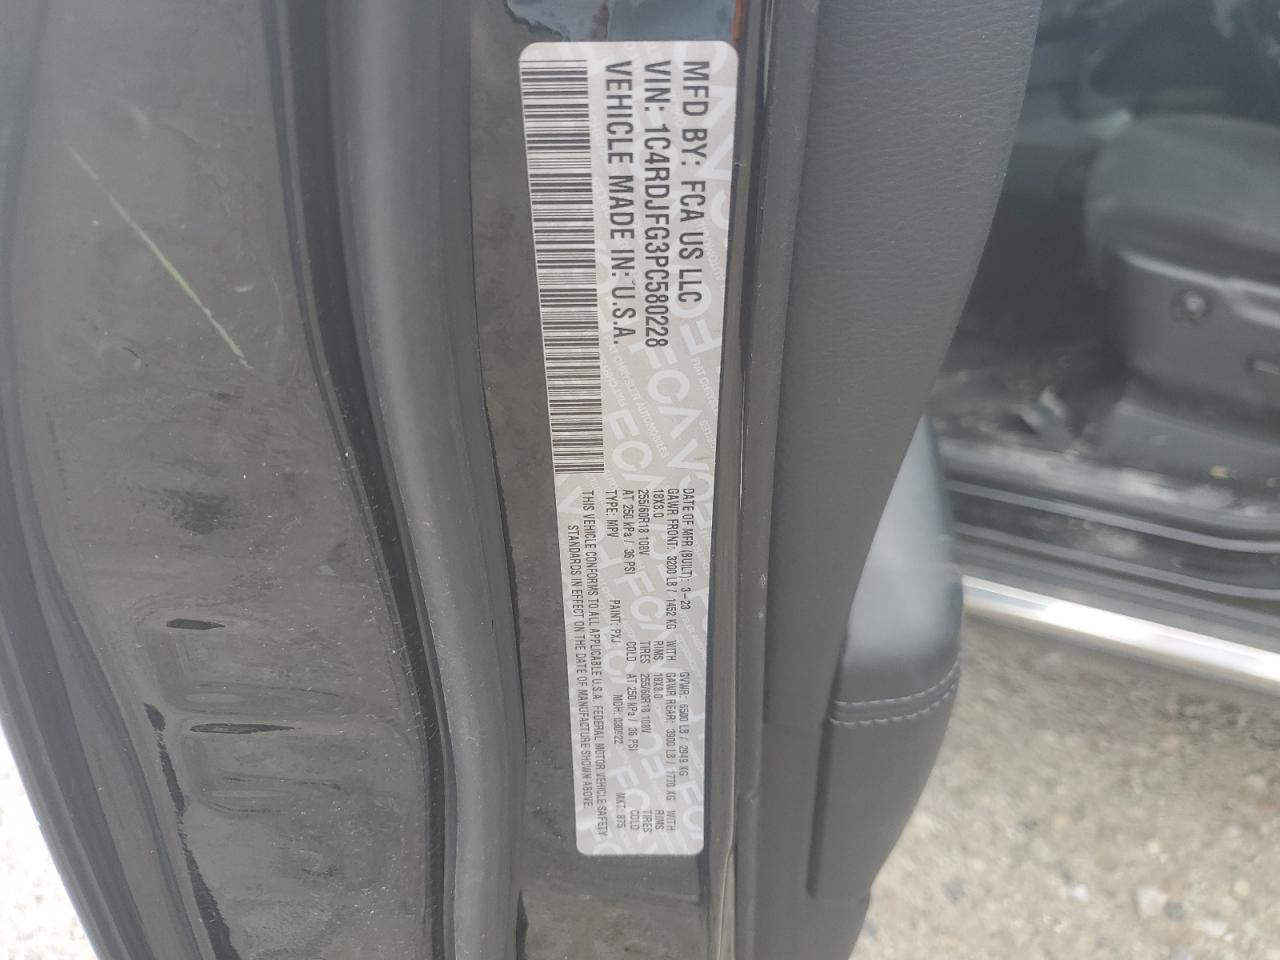 MFD BY: FCA US LLC
VIN: 1C4RDJFG3PC580228
VEHICLE MADE IN: U.S.A.
DATE OF MFR (BUILT): 3-23 GVWR: 6500 LB / 2949 KG
GAWR FRONT: 3200 LB / 1452 KG WITH GAWR REAR: 3900 LB / 1770 KG WITH
18X8.0 RIMS 18X8.0 RIMS
255/60R18 108V TIRES 255/60R18 108V TIRES
AT 250 kPa / 36 PSI COLD AT 250 kPa / 36 PSI COLD
TYPE: MPV PAINT: PXJ MDH: MKT: 875
THIS VEHICLE CONFORMS TO ALL APPLICABLE U.S.A. FEDERAL MOTOR VEHICLE SAFETY
STANDARDS IN EFFECT ON THE DATE OF MANUFACTURE SHOWN ABOVE.